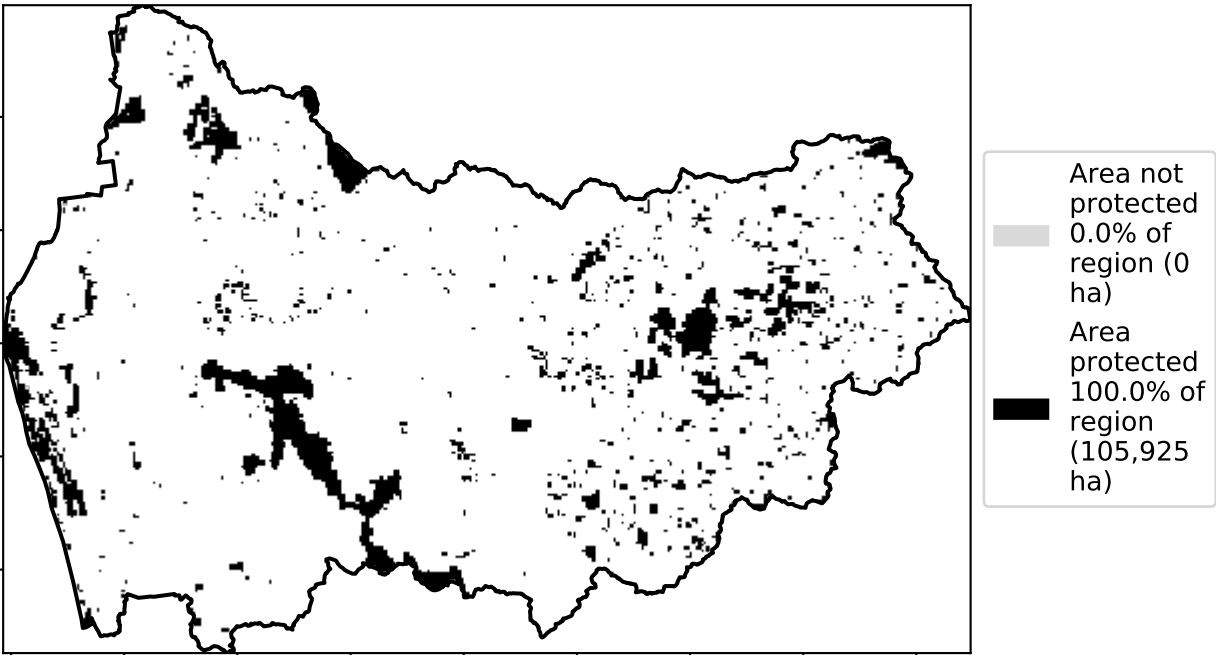 Area not
protected
0.0% of
region (0
ha)
Area
protected
100.0% of
region
(105,925
ha)